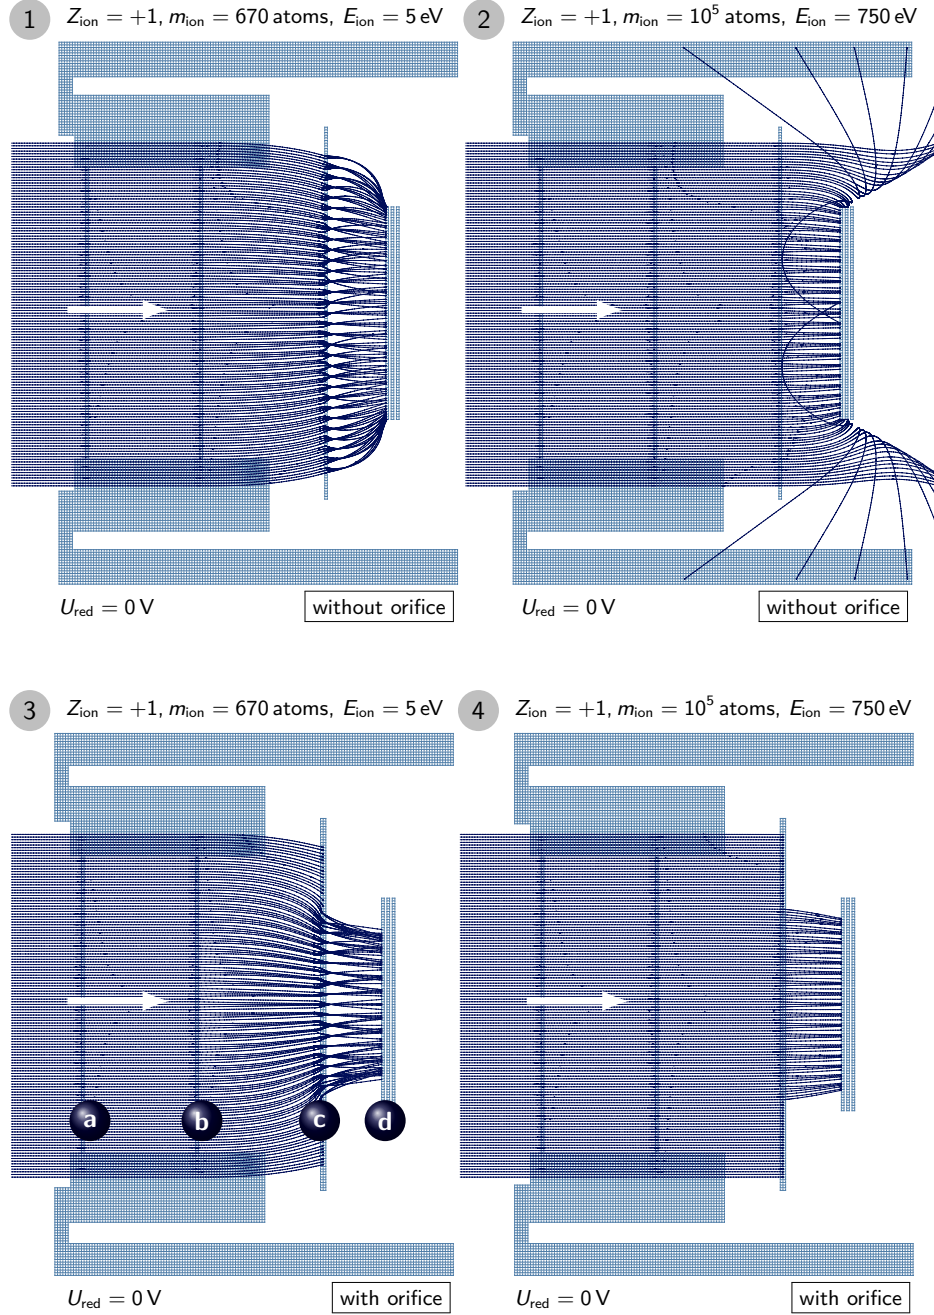 1 Z_ion = +1, m_ion = 670 atoms, E_ion = 5 eV
2 Z_ion = +1, m_ion = 10^5 atoms, E_ion = 750 eV
U_red = 0 V without orifice
U_red = 0 V without orifice
3 Z_ion = +1, m_ion = 670 atoms, E_ion = 5 eV
4 Z_ion = +1, m_ion = 10^5 atoms, E_ion = 750 eV
a b c d
U_red = 0 V with orifice
U_red = 0 V with orifice